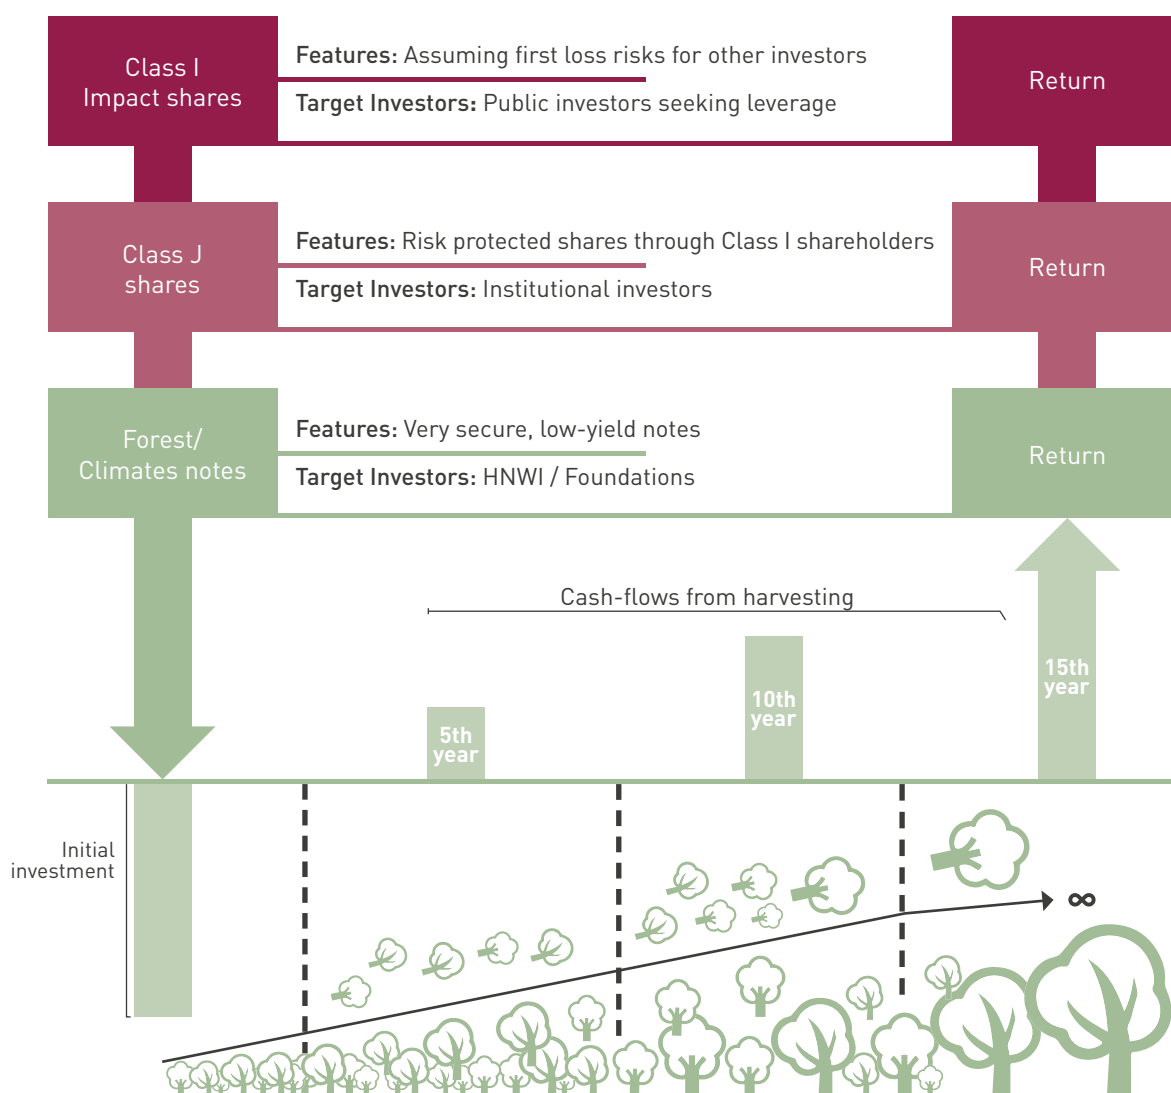 Class I
Impact shares
Features: Assuming first loss risks for other investors
Target Investors: Public investors seeking leverage
Return
Class J
shares
Features: Risk protected shares through Class I shareholders
Target Investors: Institutional investors
Return
Forest/
Climates notes
Features: Very secure, low-yield notes
Target Investors: HNWI / Foundations
Return
Cash-flows from harvesting
5th
year
10th
year
15th
year
Initial
investment
∞